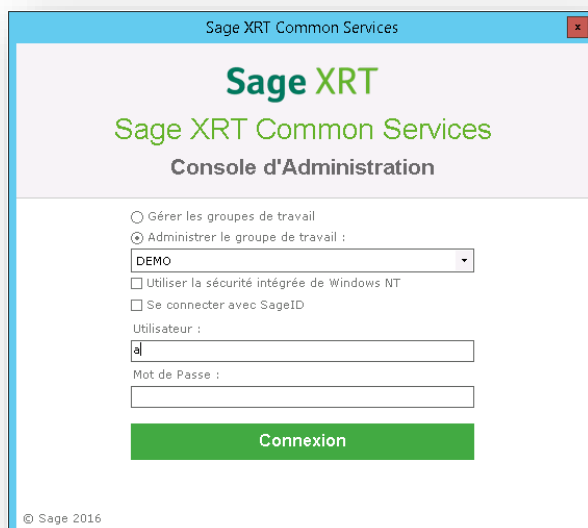 Sage XRT Common Services
x
Sage XRT
Sage XRT Common Services
Console d'Administration
Gérer les groupes de travail
Administrer le groupe de travail :
DEMO
Utiliser la sécurité intégrée de Windows NT
Se connecter avec SageID
Utilisateur :
a
Mot de Passe :
Connexion
© Sage 2016